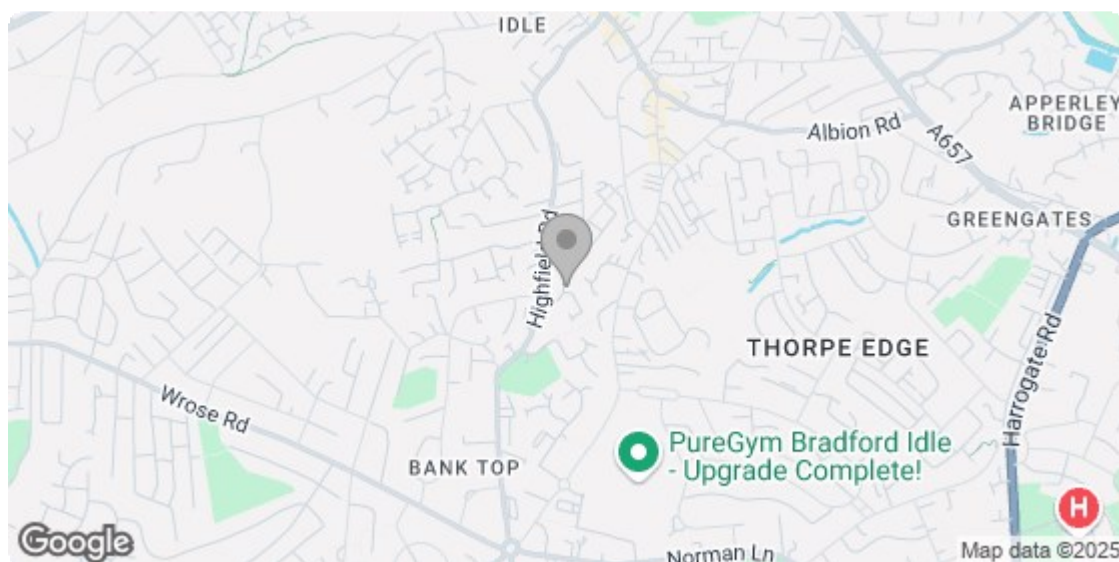 IDLE
APPERLEY
BRIDGE
Albion Rd
A657
GREENGATES
Highfield Rd
THORPE EDGE
Harrogate Rd
Wrose Rd
PureGym Bradford Idle
- Upgrade Complete!
BANK TOP
H
Google
Norman Ln
Map data ©2025